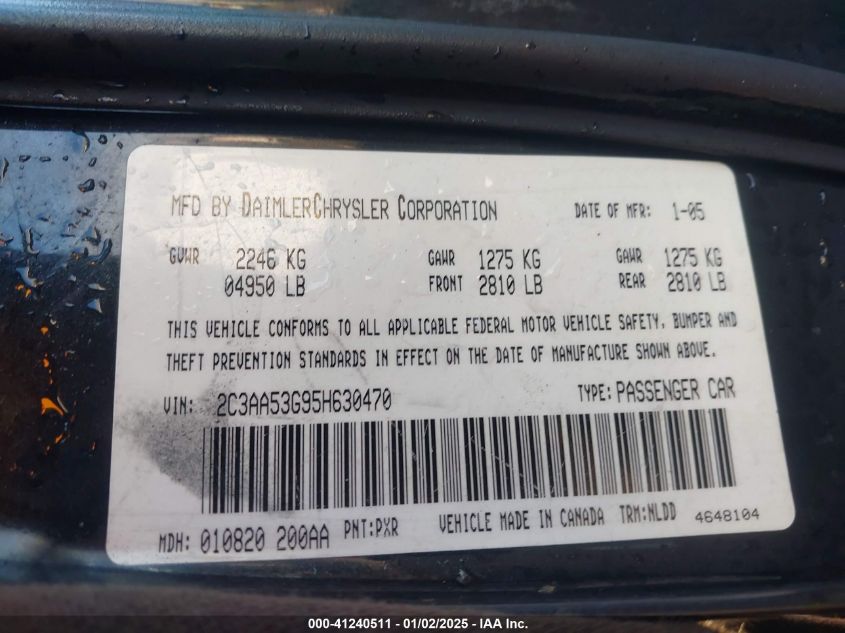 MFD BY DAIMLERCHRYSLER CORPORATION DATE OF MFR: 1-05
GVWR 2246 KG GAWR 1275 KG GAWR 1275 KG
04950 LB FRONT 2810 LB REAR 2810 LB
THIS VEHICLE CONFORMS TO ALL APPLICABLE FEDERAL MOTOR VEHICLE SAFETY, BUMPER AND
THEFT PREVENTION STANDARDS IN EFFECT ON THE DATE OF MANUFACTURE SHOWN ABOVE.
VIN: 2C3AA53G95H630470 TYPE: PASSENGER CAR
MDH: 010820 200AA PNT:PXR VEHICLE MADE IN CANADA TRM:NLDD 4648104
000-41240511 - 01/02/2025 - IAA Inc.